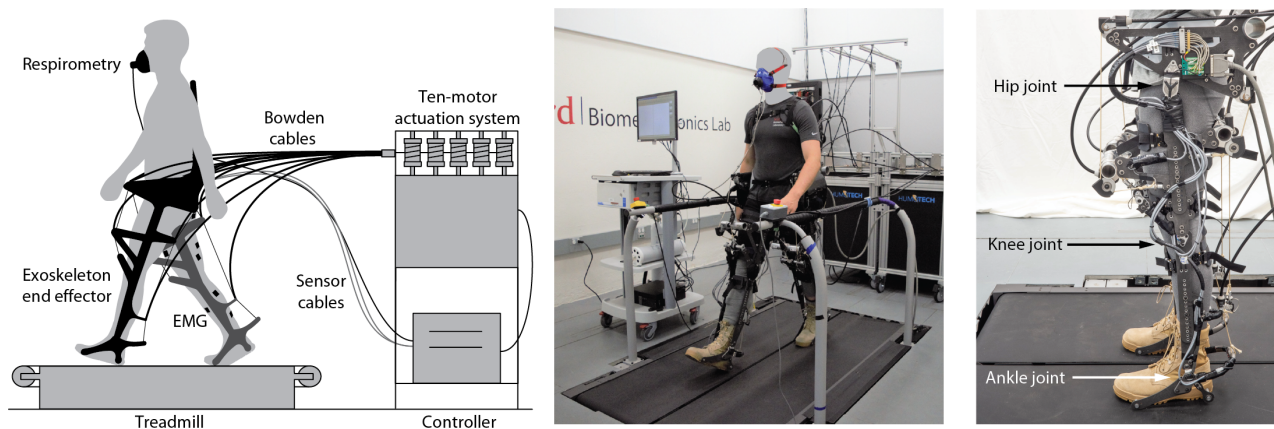 Respirometry
Bowden
cables
Ten-motor
actuation system
Exoskeleton
end effector
EMG
Sensor
cables
Treadmill
Controller
rd | Biome onics Lab
HUMOTECH
HUMOTECH
Hip joint
Knee joint
Ankle joint